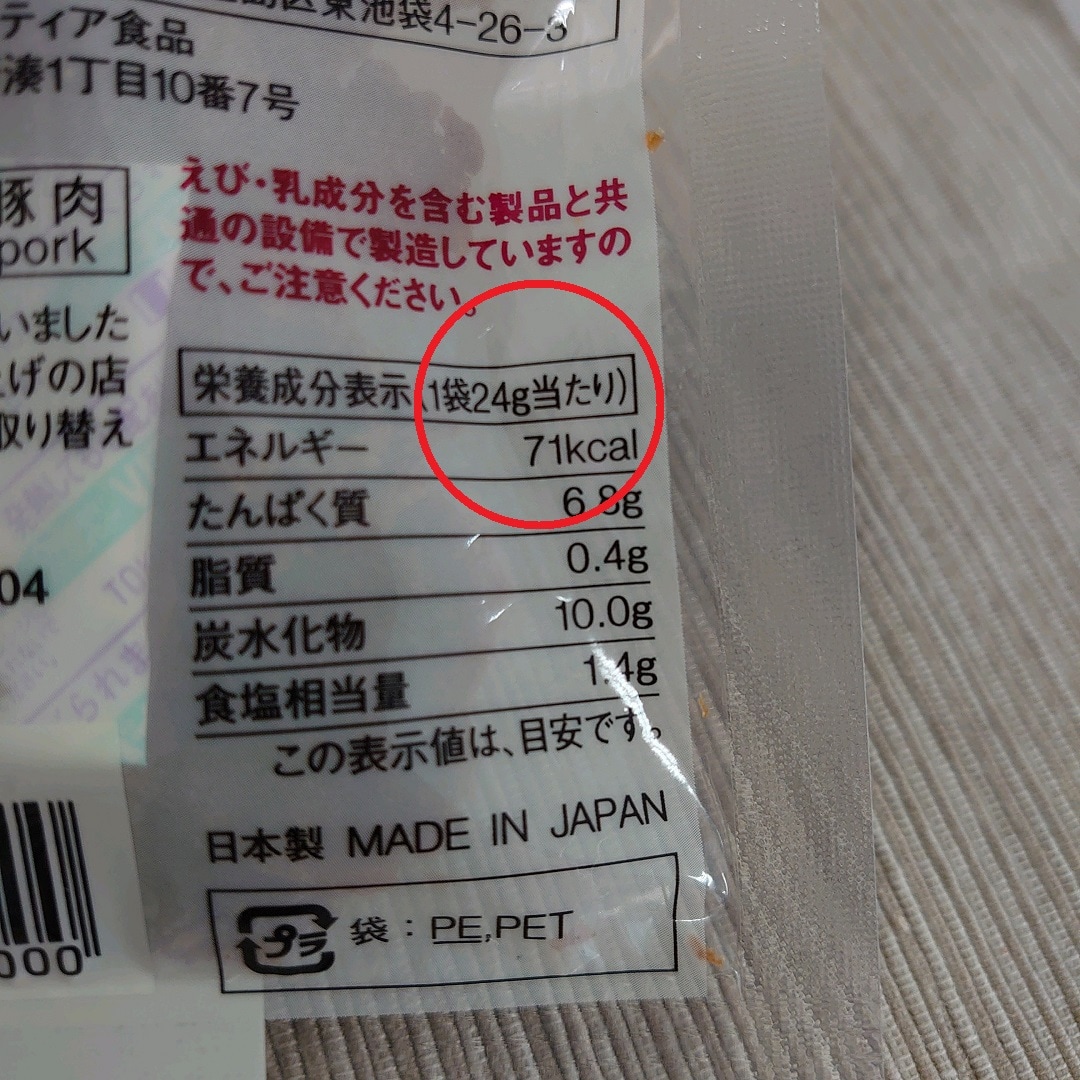 島区東池袋4-26-3
ティア食品
湊1丁目10番7号
豚肉
pork
えび・乳成分を含む製品と共
通の設備で製造していますの
で、ご注意ください。
いました
上げの店
取り替え
04
栄養成分表示(1袋24g当たり)
エネルギー 71kcal
たんぱく質 6.8g
脂質 0.4g
炭水化物 10.0g
食塩相当量 1.4g
この表示値は、目安です。
日本製 MADE IN JAPAN
プラ 袋:PE,PET
000